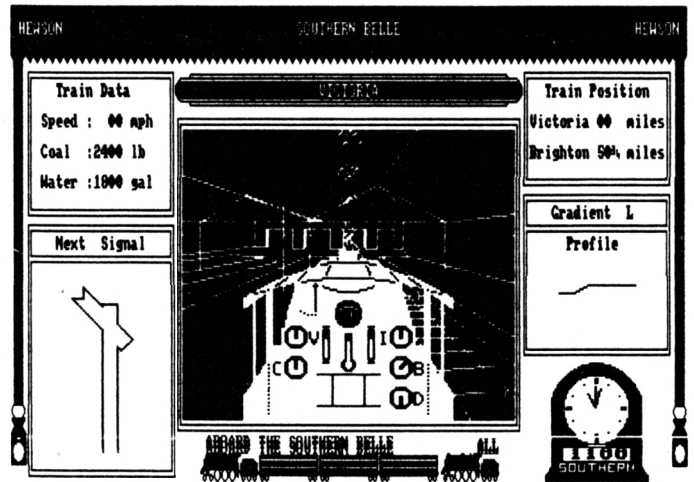 HEWSON SOUTHERN BELLE HEWSON
Train Data
Speed : 00 mph
Coal :2400 lb
Water :1800 gal
VICTORIA
Train Position
Victoria 00 miles
Brighton 50¾ miles
Next Signal
Gradient L
Profile
V I
C B
D
ABOARD THE SOUTHERN BELLE ALL
1100
SOUTHERN